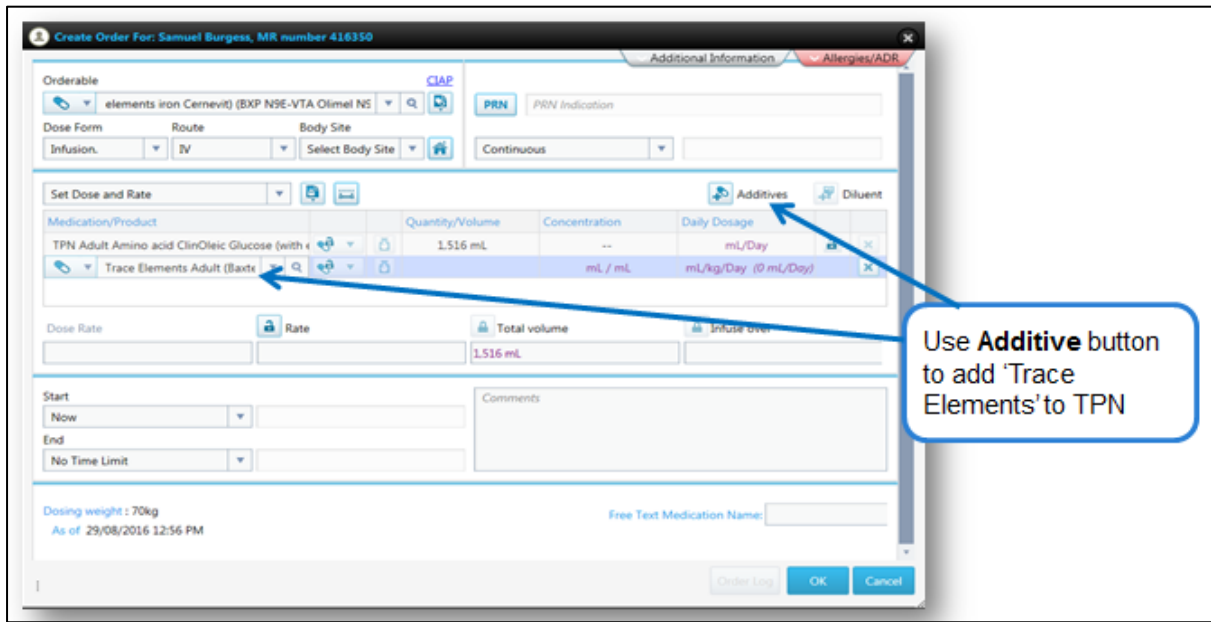 Create Order For: Samuel Burgess, MR number 416350
Additional Information
Allergies/ADR
Orderable CIAP
elements iron Cernevit) (BXP N9E-VTA Olimel N9
PRN PRN Indication
Dose Form Route Body Site
Infusion. IV Select Body Site Continuous
Set Dose and Rate Additives Diluent
Medication/Product Quantity/Volume Concentration Daily Dosage
TPN Adult Amino acid ClinOleic Glucose (with 1,516 mL -- mL/Day
Trace Elements Adult (Baxte mL / mL mL/kg/Day (0 mL/Day)
Dose Rate Rate Total volume Infuse over
1,516 mL
Start Comments
Now
End
No Time Limit
Dosing weight : 70kg Free Text Medication Name:
As of 29/08/2016 12:56 PM
Order Log OK Cancel
Use Additive button
to add ‘Trace
Elements’ to TPN